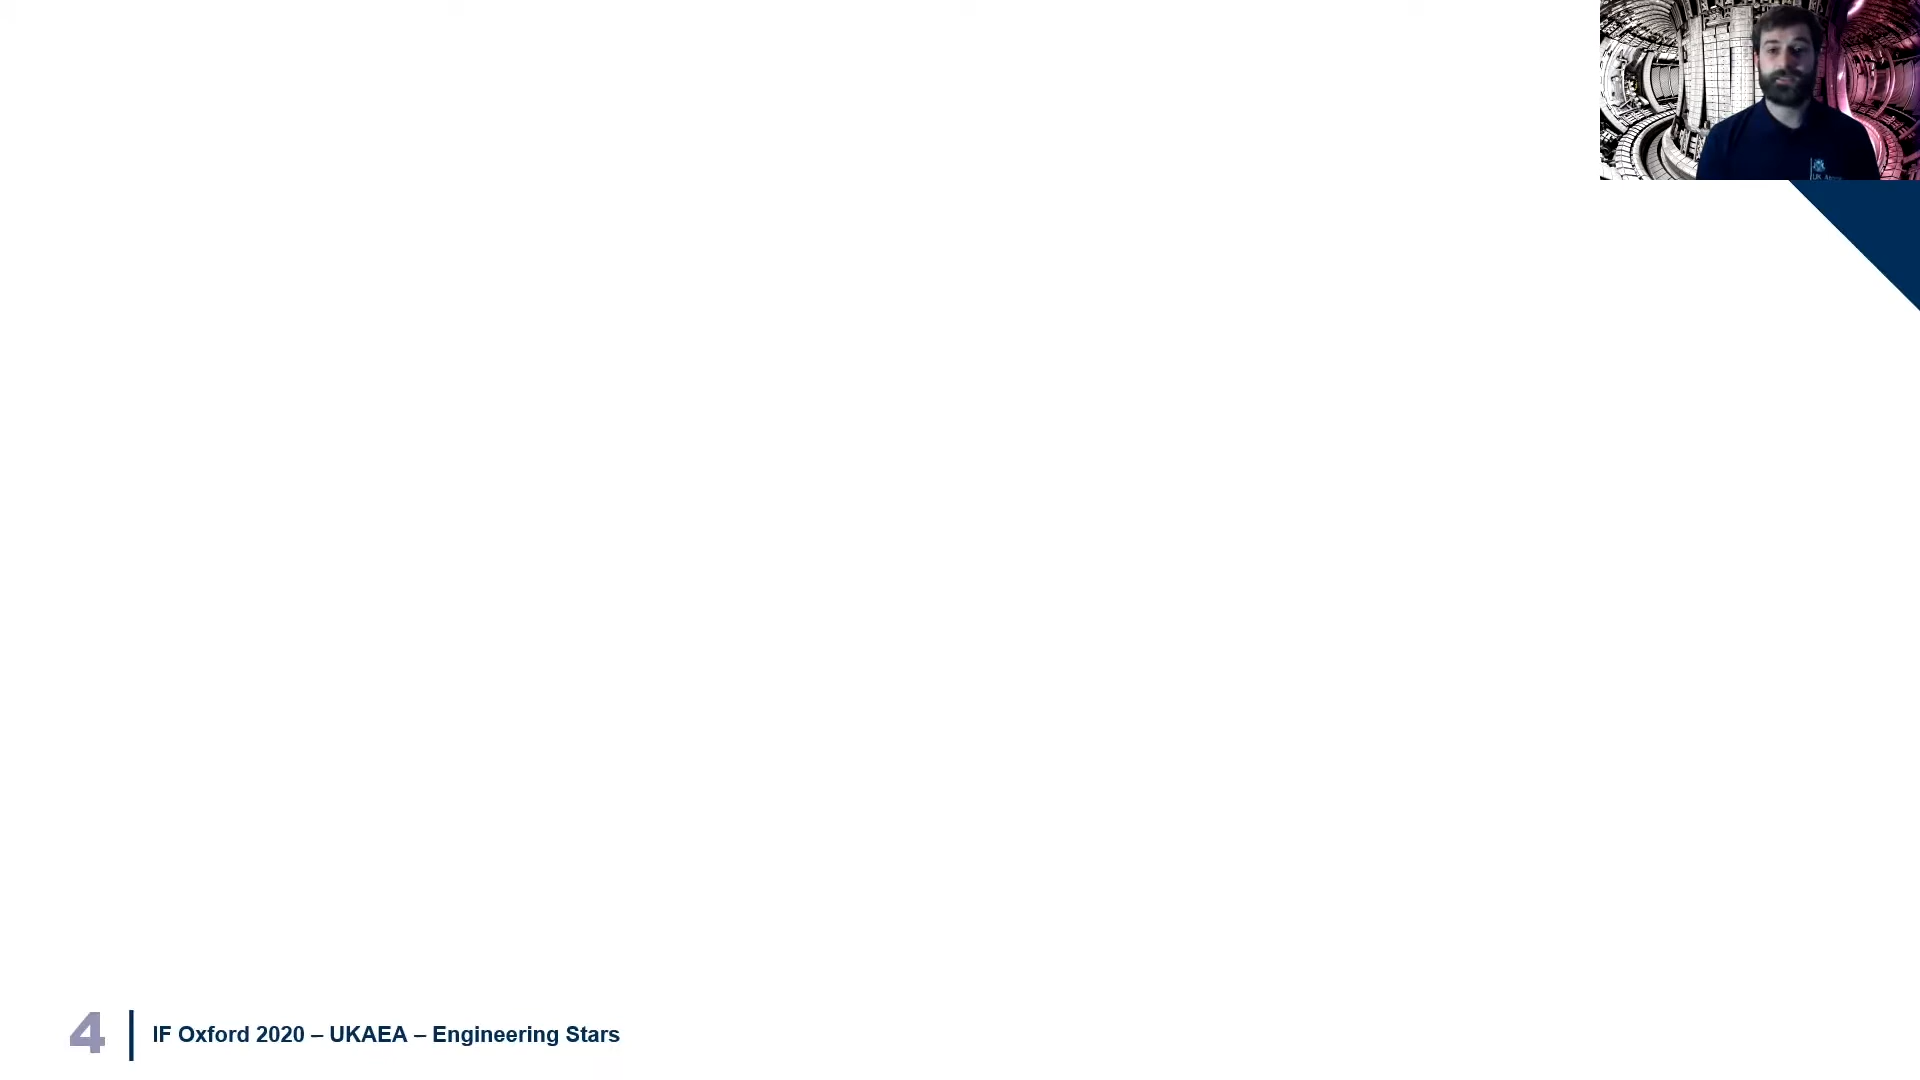 4
IF Oxford 2020 – UKAEA – Engineering Stars